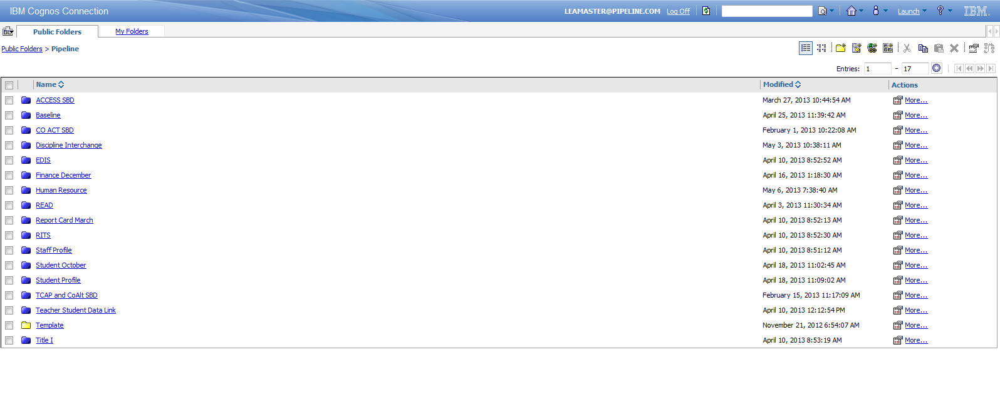 IBM Cognos Connection LEAMASTER@PIPELINE.COM Log Off Launch IBM.
Public Folders My Folders
Public Folders > Pipeline
Entries: 1 - 17
Name Modified Actions
ACCESS SBD March 27, 2013 10:44:54 AM More...
Baseline April 25, 2013 11:39:42 AM More...
CO ACT SBD February 1, 2013 10:22:08 AM More...
Discipline Interchange May 3, 2013 10:38:11 AM More...
EDIS April 10, 2013 8:52:52 AM More...
Finance December April 16, 2013 1:18:30 AM More...
Human Resource May 6, 2013 7:38:40 AM More...
READ April 3, 2013 11:30:34 AM More...
Report Card March April 10, 2013 8:52:13 AM More...
RITS April 10, 2013 8:52:30 AM More...
Staff Profile April 10, 2013 8:51:12 AM More...
Student October April 18, 2013 11:02:45 AM More...
Student Profile April 18, 2013 11:09:02 AM More...
TCAP and CoAlt SBD February 15, 2013 11:17:09 AM More...
Teacher Student Data Link April 10, 2013 12:12:54 PM More...
Template November 21, 2012 6:54:07 AM More...
Title I April 10, 2013 8:53:19 AM More...